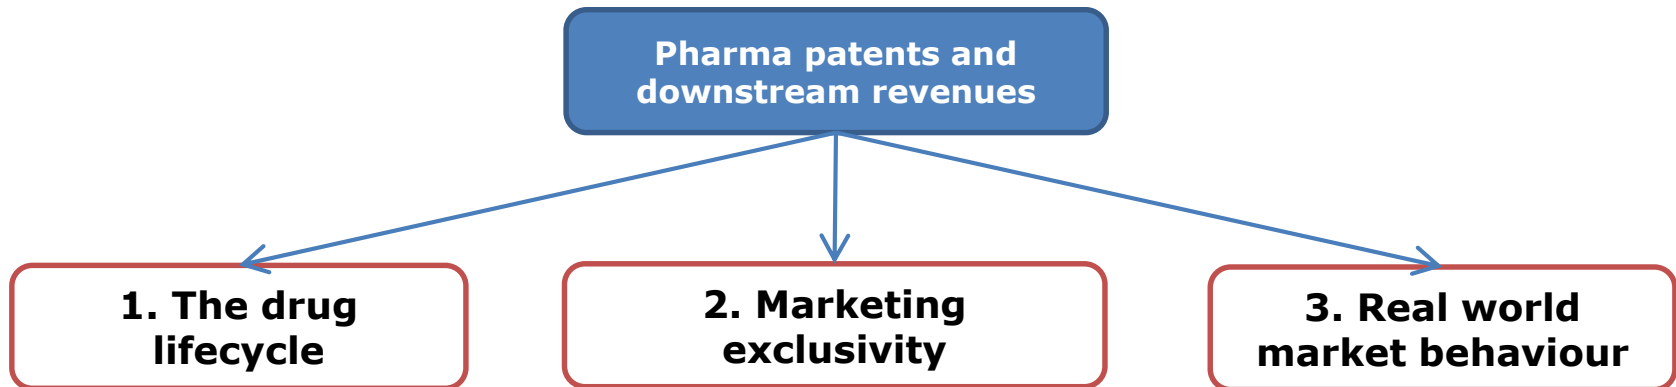 Pharma patents and
downstream revenues
1. The drug
lifecycle
2. Marketing
exclusivity
3. Real world
market behaviour